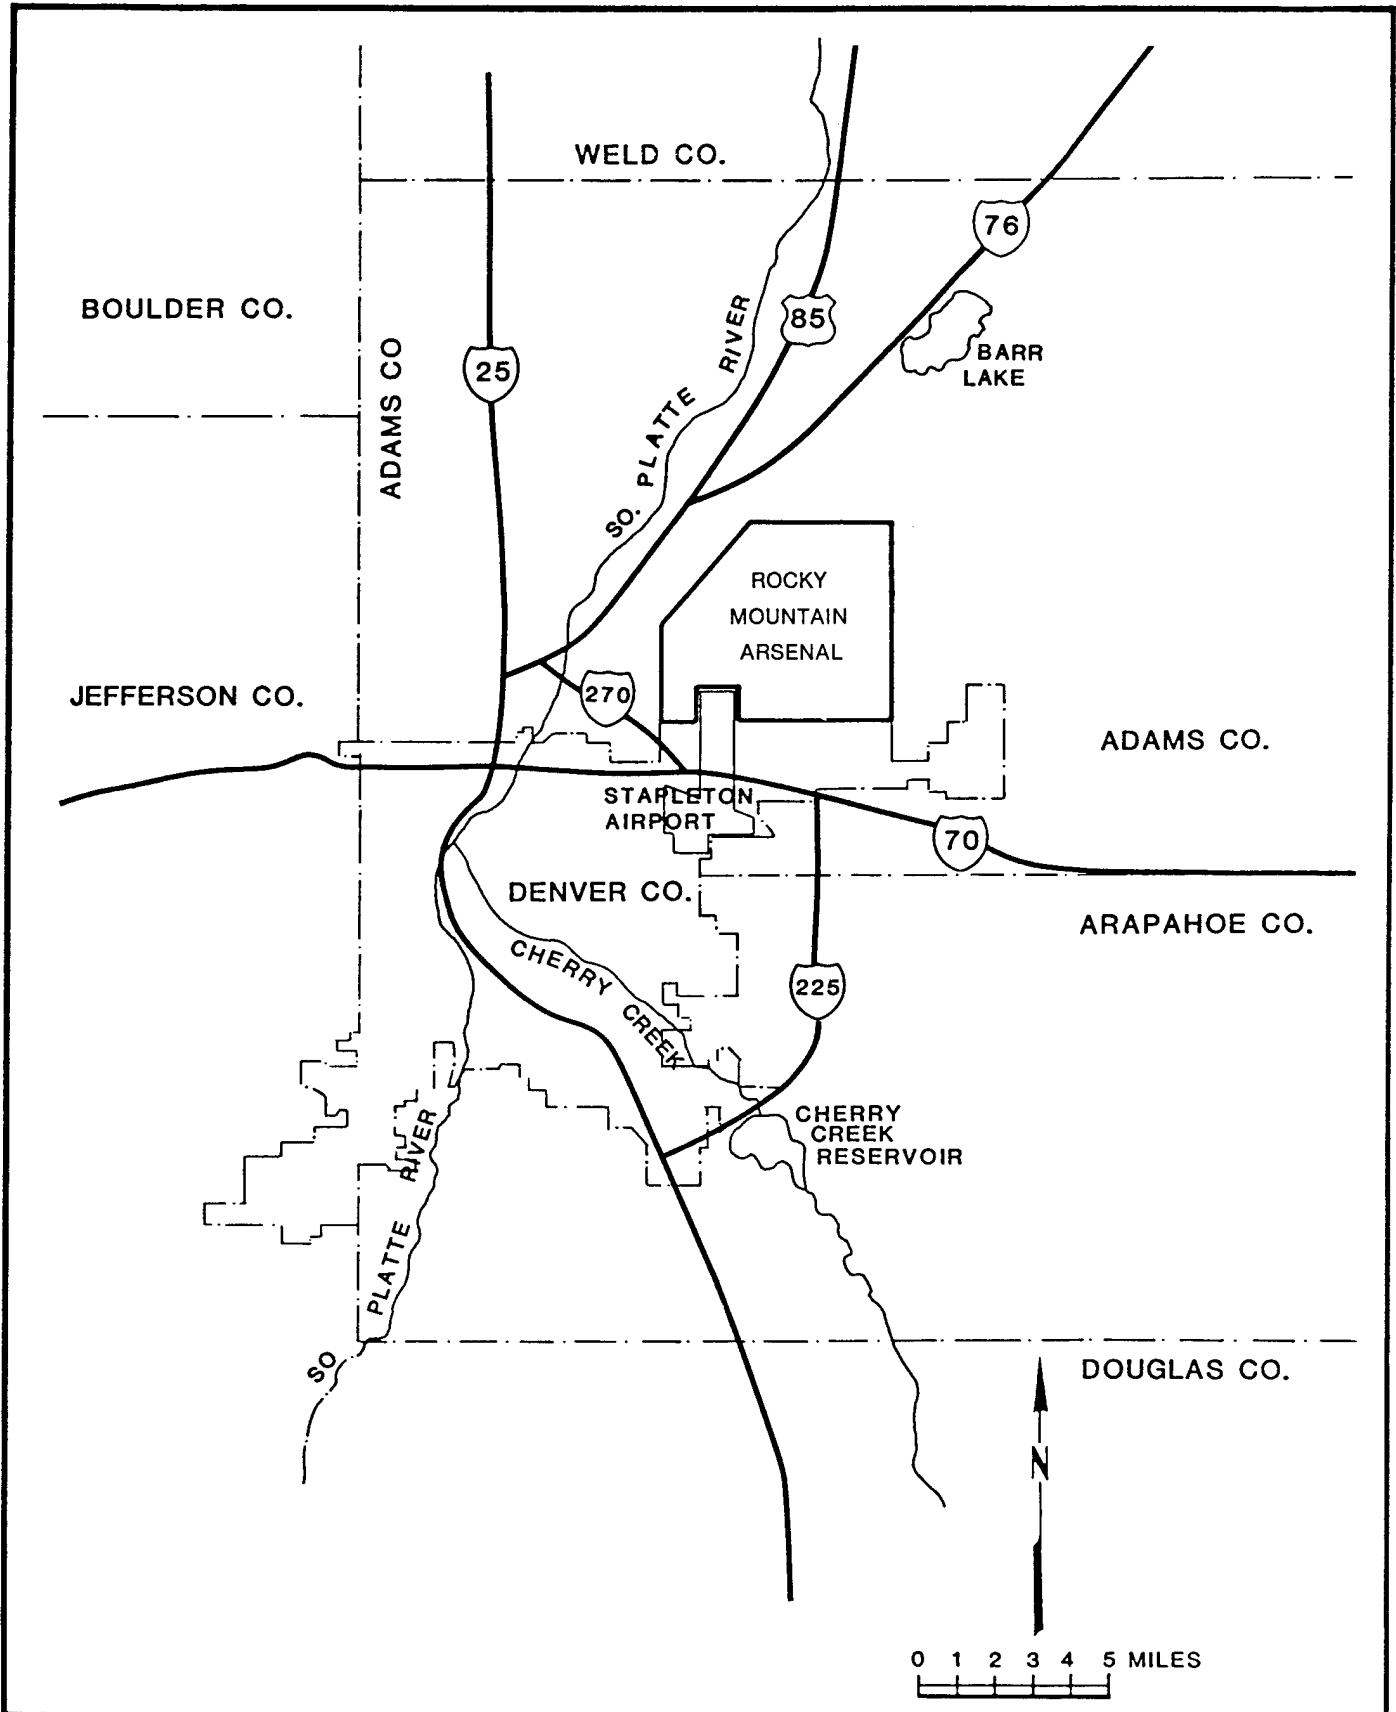 WELD CO.
76
BOULDER CO.
85
SO. PLATTE RIVER
ADAMS CO
25
BARR
LAKE
ROCKY
MOUNTAIN
ARSENAL
JEFFERSON CO.
270
ADAMS CO.
STAPLETON
AIRPORT
70
DENVER CO.
ARAPAHOE CO.
CHERRY CREEK
225
CHERRY
CREEK
RESERVOIR
SO PLATTE RIVER
DOUGLAS CO.
N
0 1 2 3 4 5 MILES